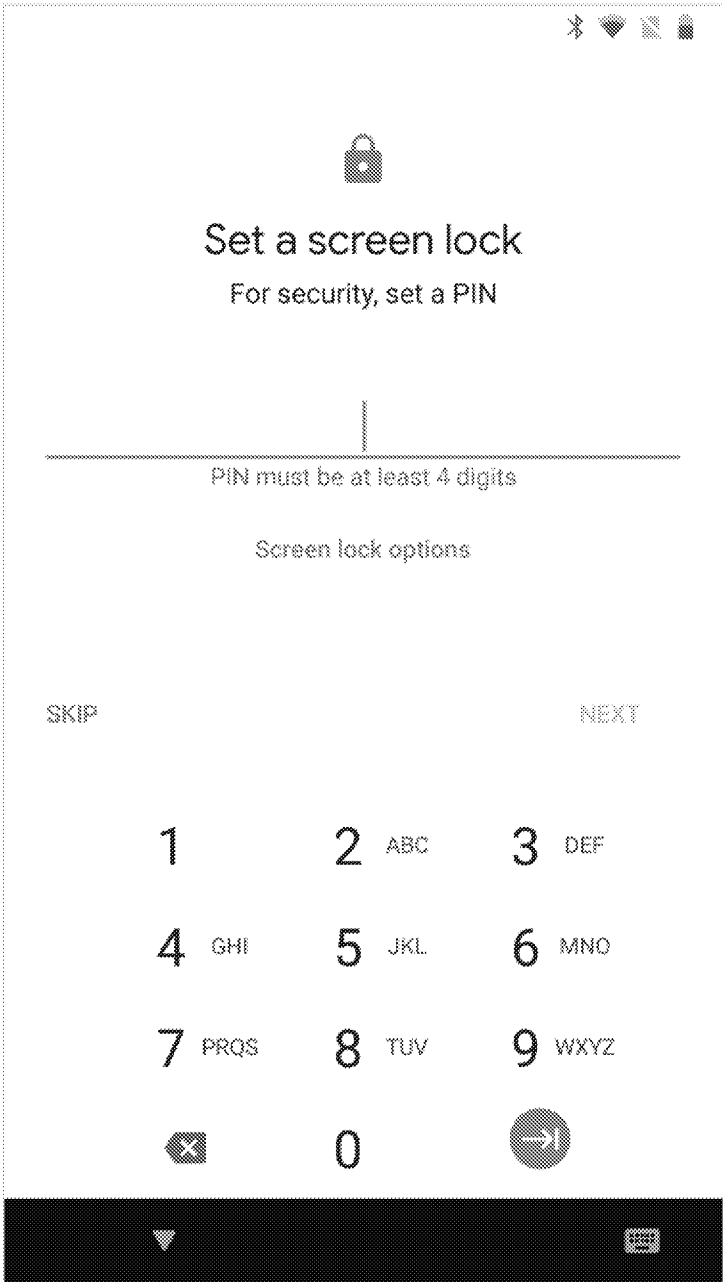 Set a screen lock
For security, set a PIN
PIN must be at least 4 digits
Screen lock options
SKIP NEXT
1 2 ABC 3 DEF
4 GHI 5 JKL 6 MNO
7 PRQS 8 TUV 9 WXYZ
0